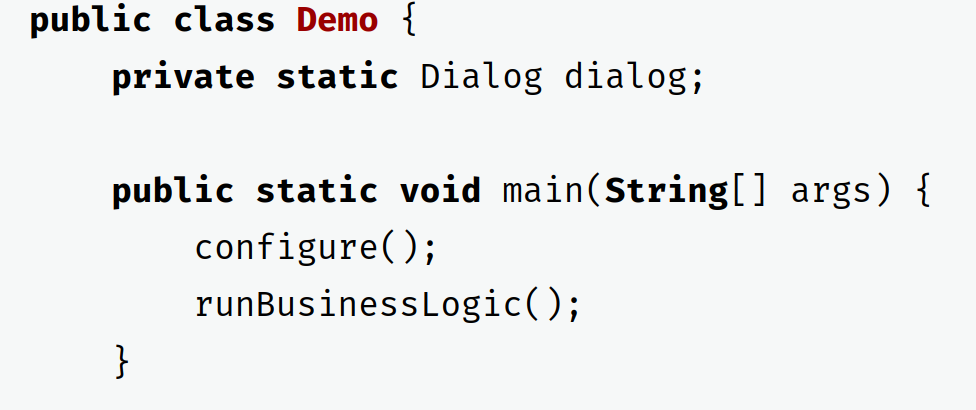 public class Demo {
    private static Dialog dialog;

    public static void main(String[] args) {
        configure();
        runBusinessLogic();
    }